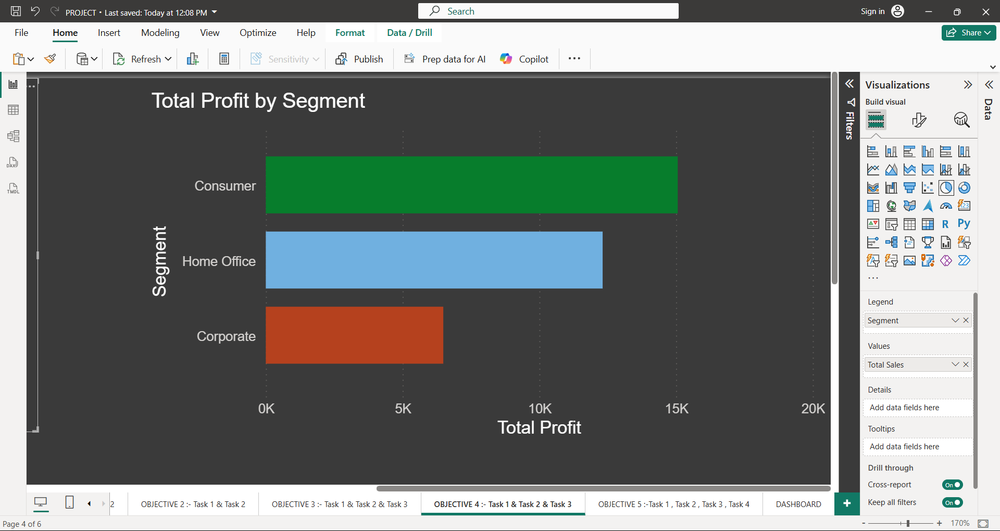 PROJECT • Last saved: Today at 12:08 PM
Search
Sign in
File Home Insert Modeling View Optimize Help Format Data / Drill
Share
Refresh
Sensitivity
Publish
Prep data for AI
Copilot
Total Profit by Segment
Segment
Consumer
Home Office
Corporate
0K 5K 10K 15K 20K
Total Profit
Filters
Visualizations
Build visual
Data
DAX
TMDL
123
R
Py
Legend
Segment
Values
Total Sales
Details
Add data fields here
Tooltips
Add data fields here
Drill through
Cross-report
On
Keep all filters
On
2
OBJECTIVE 2 :- Task 1 & Task 2
OBJECTIVE 3 :- Task 1 & Task 2 & Task 3
OBJECTIVE 4 :- Task 1 & Task 2 & Task 3
OBJECTIVE 5 :-Task 1 , Task 2 , Task 3 , Task 4
DASHBOARD
+
Page 4 of 6
- + 170%